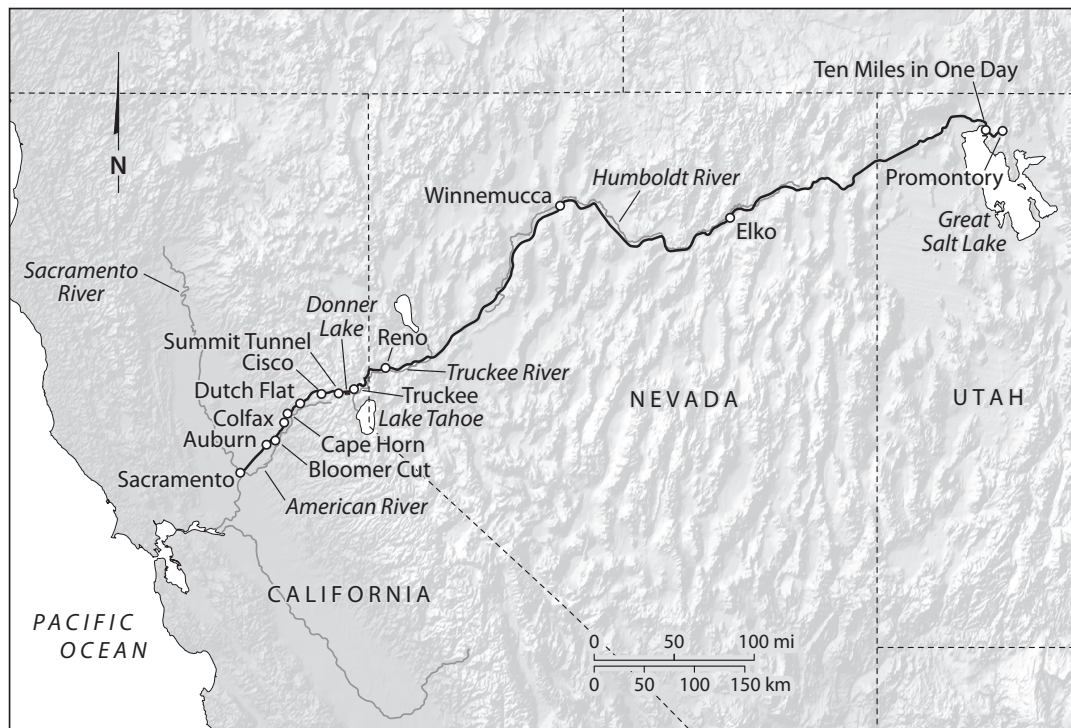 Ten Miles in One Day
N
Promontory
Great
Salt Lake
Winnemucca
Humboldt River
Elko
Sacramento
River
Donner
Lake
Summit Tunnel
Reno
Cisco
Truckee River
Dutch Flat
Truckee
NEVADA
UTAH
Colfax
Lake Tahoe
Auburn
Cape Horn
Bloomer Cut
Sacramento
American River
CALIFORNIA
PACIFIC
OCEAN
0 50 100 mi
0 50 100 150 km